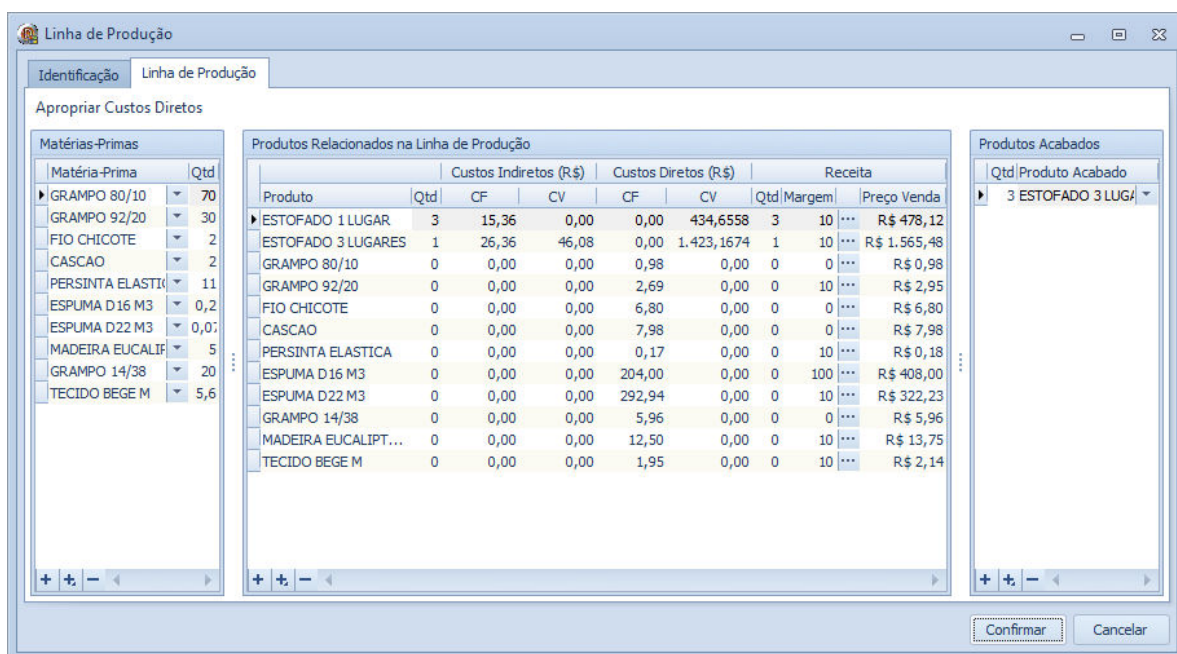 Linha de Produção
Identificação Linha de Produção
Apropriar Custos Diretos
Matérias-Primas
Matéria-Prima Qtd
GRAMPO 80/10 70
GRAMPO 92/20 30
FIO CHICOTE 2
CASCAO 2
PERSINTA ELASTI 11
ESPUMA D16 M3 0,2
ESPUMA D22 M3 0,07
MADEIRA EUCALIF 5
GRAMPO 14/38 20
TECIDO BEGE M 5,6
Produtos Relacionados na Linha de Produção
Custos Indiretos (R$) Custos Diretos (R$) Receita
Produto Qtd CF CV CF CV Qtd Margem Preço Venda
ESTOFADO 1 LUGAR 3 15,36 0,00 0,00 434,6558 3 10 ... R$ 478,12
ESTOFADO 3 LUGARES 1 26,36 46,08 0,00 1.423,1674 1 10 ... R$ 1.565,48
GRAMPO 80/10 0 0,00 0,00 0,98 0,00 0 0 ... R$ 0,98
GRAMPO 92/20 0 0,00 0,00 2,69 0,00 0 10 ... R$ 2,95
FIO CHICOTE 0 0,00 0,00 6,80 0,00 0 0 ... R$ 6,80
CASCAO 0 0,00 0,00 7,98 0,00 0 0 ... R$ 7,98
PERSINTA ELASTICA 0 0,00 0,00 0,17 0,00 0 10 ... R$ 0,18
ESPUMA D16 M3 0 0,00 0,00 204,00 0,00 0 100 ... R$ 408,00
ESPUMA D22 M3 0 0,00 0,00 292,94 0,00 0 10 ... R$ 322,23
GRAMPO 14/38 0 0,00 0,00 5,96 0,00 0 0 ... R$ 5,96
MADEIRA EUCALIPT... 0 0,00 0,00 12,50 0,00 0 10 ... R$ 13,75
TECIDO BEGE M 0 0,00 0,00 1,95 0,00 0 10 ... R$ 2,14
Produtos Acabados
Qtd Produto Acabado
3 ESTOFADO 3 LUGA
Confirmar Cancelar